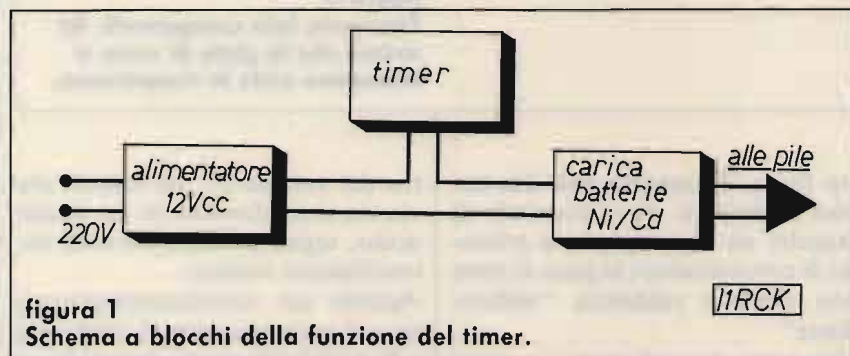 timer
alimentatore
12Vcc
220V
carica
batterie
Ni/Cd
alle pile
I1RCK
figura 1
Schema a blocchi della funzione del timer.